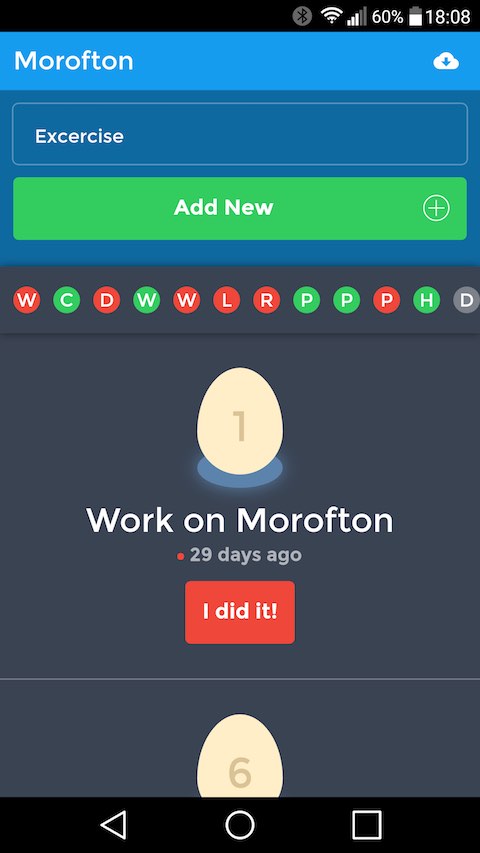 60% 18:08
Morofton
Excercise
Add New
W C D W W L R P P P H D
1
Work on Morofton
29 days ago
I did it!
6